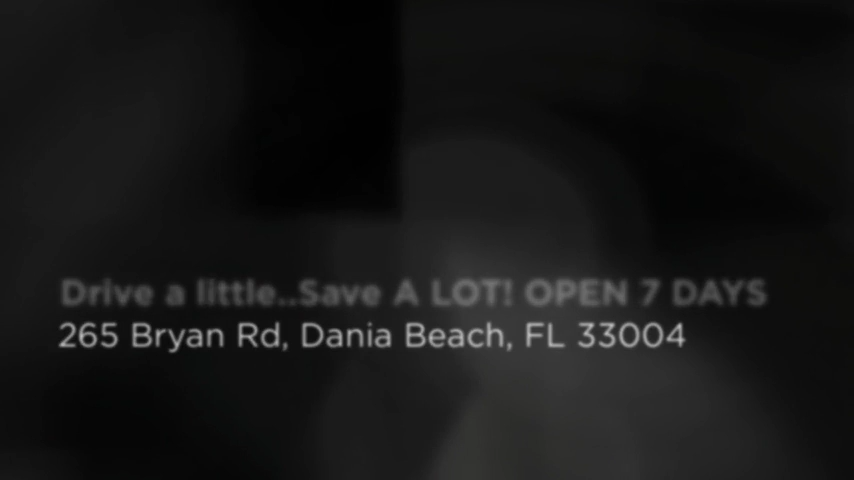 Drive a little..Save A LOT! OPEN 7 DAYS
265 Bryan Rd, Dania Beach, FL 33004